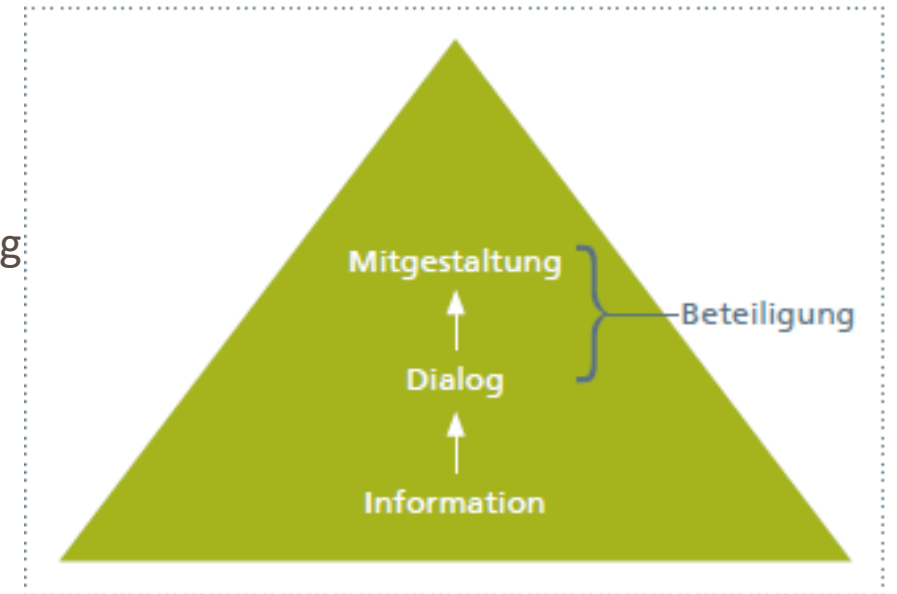 g
Mitgestaltung
Beteiligung
Dialog
Information